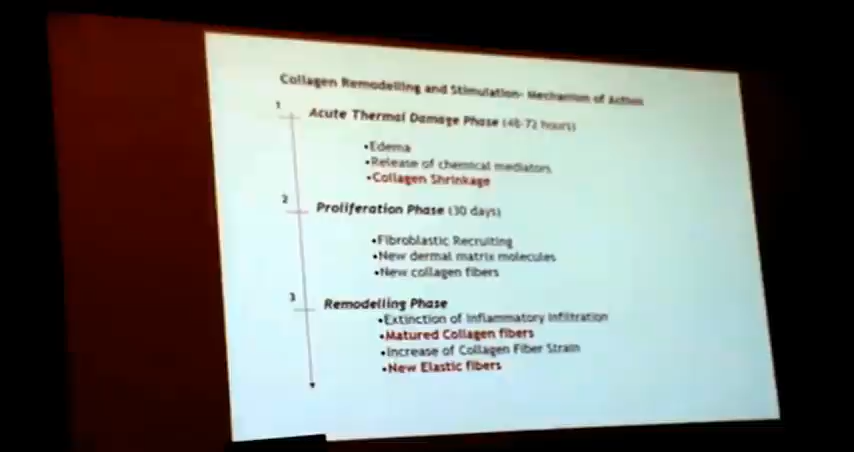 Collagen Remodelling and Stimulation- Mechanism of Action
1
Acute Thermal Damage Phase (48-72 hours)
•Edema
•Release of chemical mediators
•Collagen Shrinkage
2
Proliferation Phase (30 days)
•Fibroblastic Recruiting
•New dermal matrix molecules
•New collagen fibers
3
Remodelling Phase
•Extinction of Inflammatory Infiltration
•Matured Collagen fibers
•Increase of Collagen Fiber Strain
•New Elastic fibers